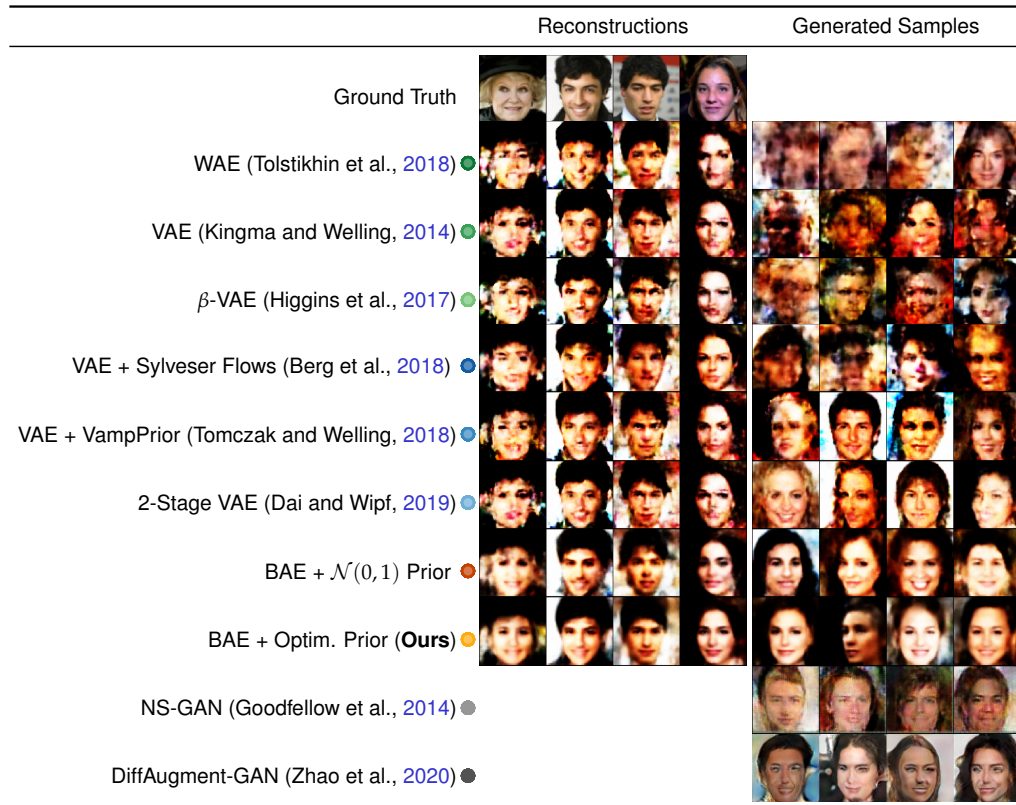 Reconstructions Generated Samples
Ground Truth
WAE (Tolstikhin et al., 2018)
VAE (Kingma and Welling, 2014)
β-VAE (Higgins et al., 2017)
VAE + Sylveser Flows (Berg et al., 2018)
VAE + VampPrior (Tomczak and Welling, 2018)
2-Stage VAE (Dai and Wipf, 2019)
BAE + 𝒩(0, 1) Prior
BAE + Optim. Prior (Ours)
NS-GAN (Goodfellow et al., 2014)
DiffAugment-GAN (Zhao et al., 2020)